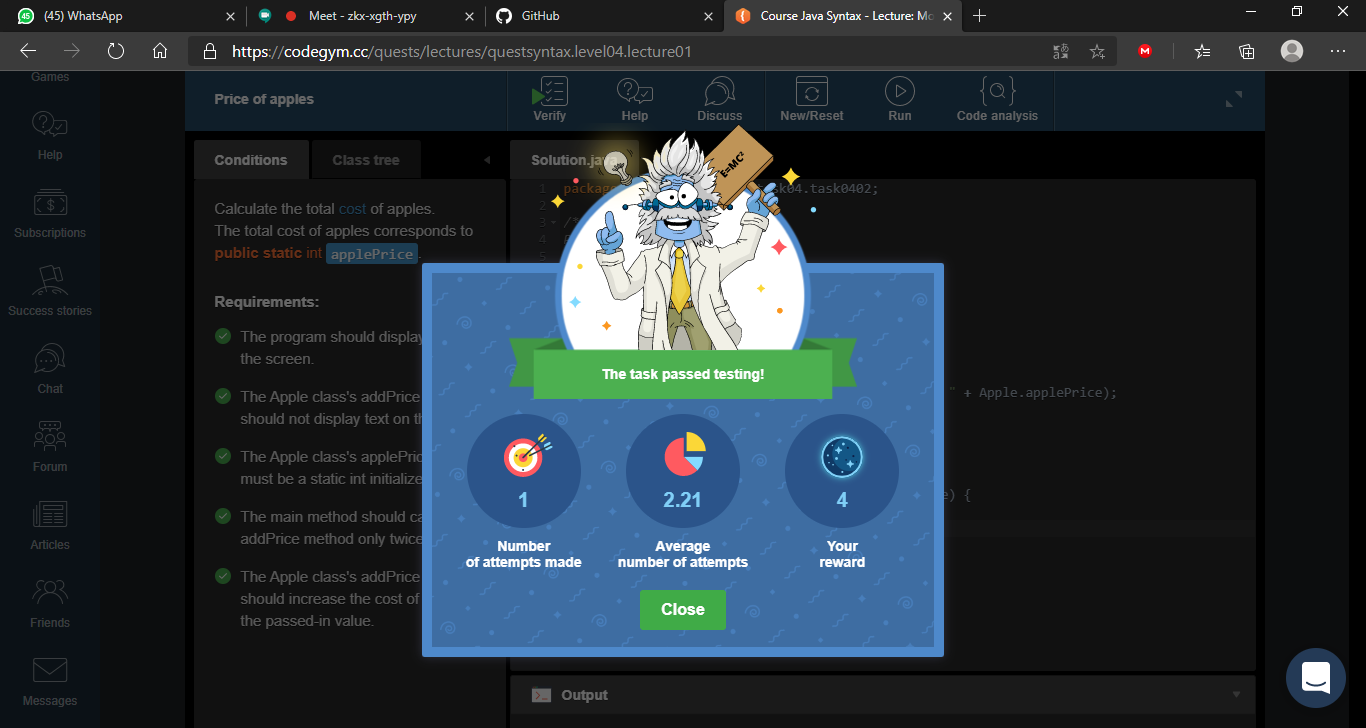 (45) WhatsApp
Meet - zkx-xgth-ypy
GitHub
Course Java Syntax - Lecture: Mo
https://codegym.cc/quests/lectures/questsyntax.level04.lecture01
Games
Help
Subscriptions
Success stories
Chat
Forum
Articles
Friends
Messages
Price of apples
Verify
Help
Discuss
New/Reset
Run
Code analysis
Conditions
Class tree
Calculate the total cost of apples.
The total cost of apples corresponds to
public static int applePrice.
Requirements:
The program should display
the screen.
The Apple class's addPrice
should not display text on th
The Apple class's applePric
must be a static int initialize
The main method should ca
addPrice method only twice
The Apple class's addPrice
should increase the cost of
the passed-in value.
Solution.java
1 package sk04.task0402;
2
3 /*
4
5
" + Apple.applePrice);
e) {
E=MC²
The task passed testing!
1
Number
of attempts made
2.21
Average
number of attempts
4
Your
reward
Close
Output